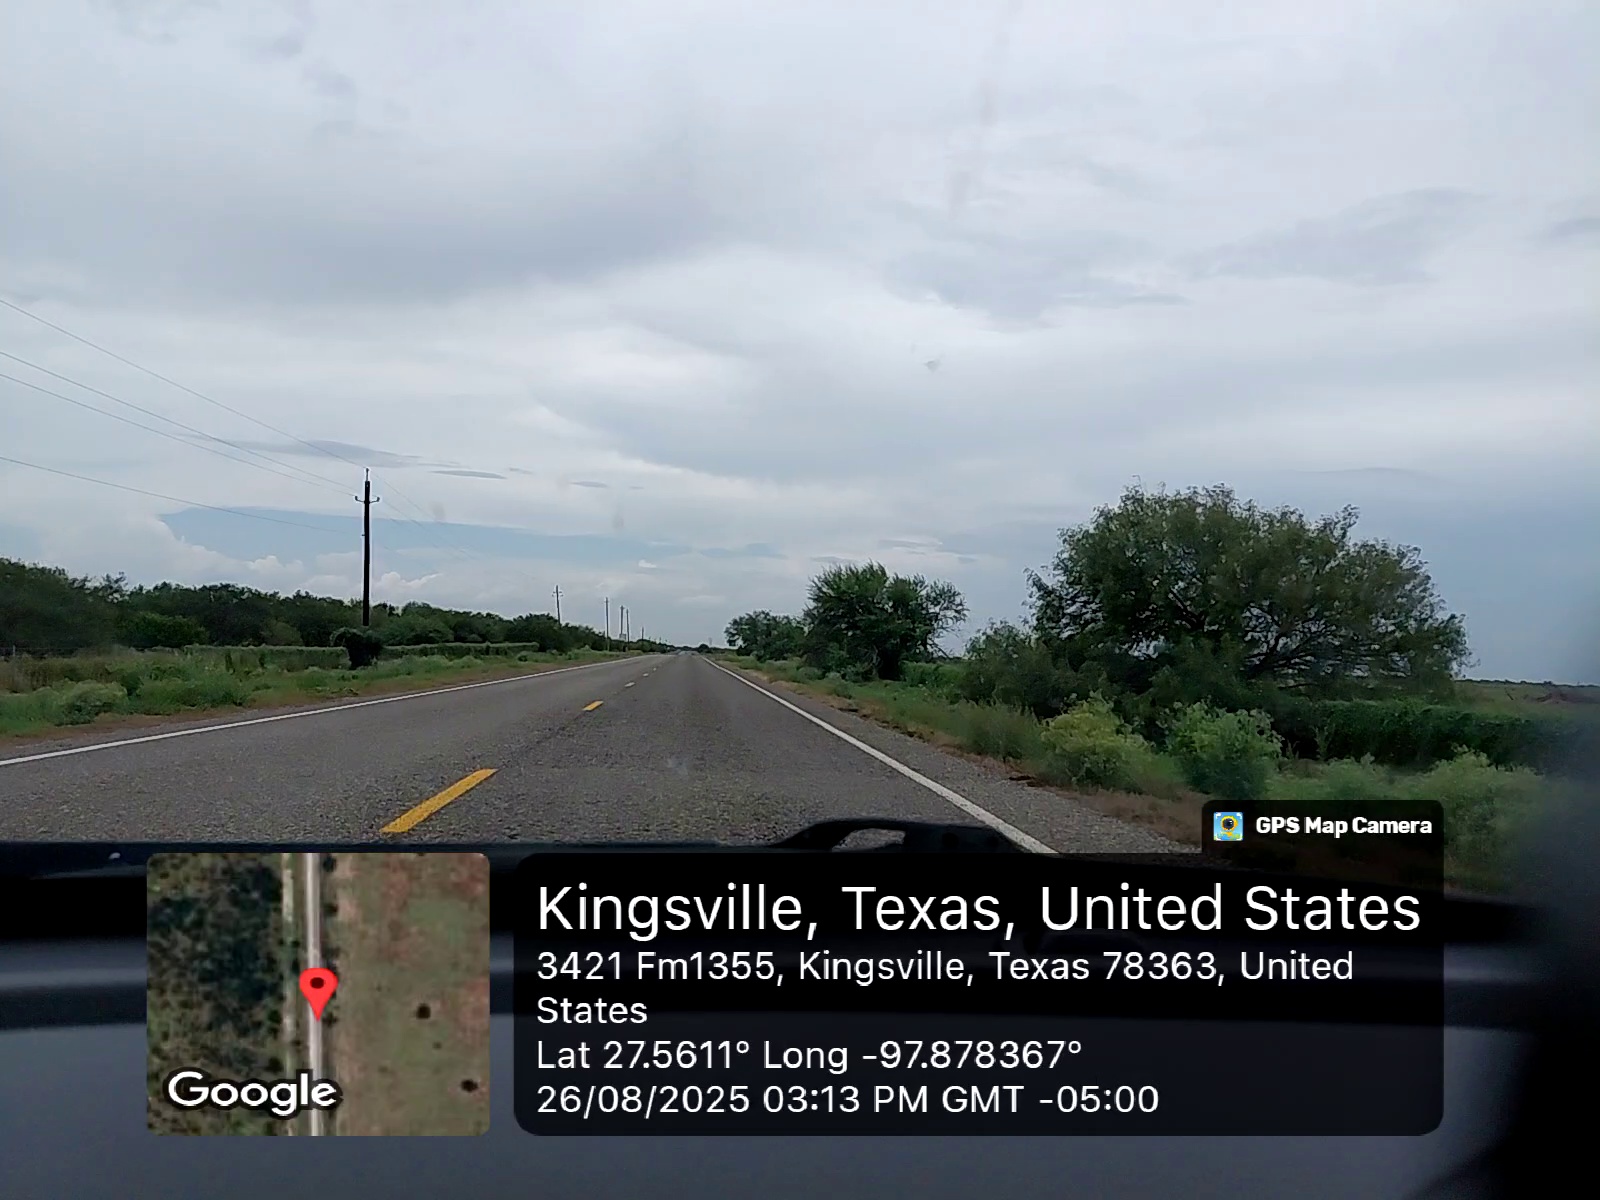 GPS Map Camera
Kingsville, Texas, United States
3421 Fm1355, Kingsville, Texas 78363, United
States
Lat 27.5611° Long -97.878367°
26/08/2025 03:13 PM GMT -05:00
Google